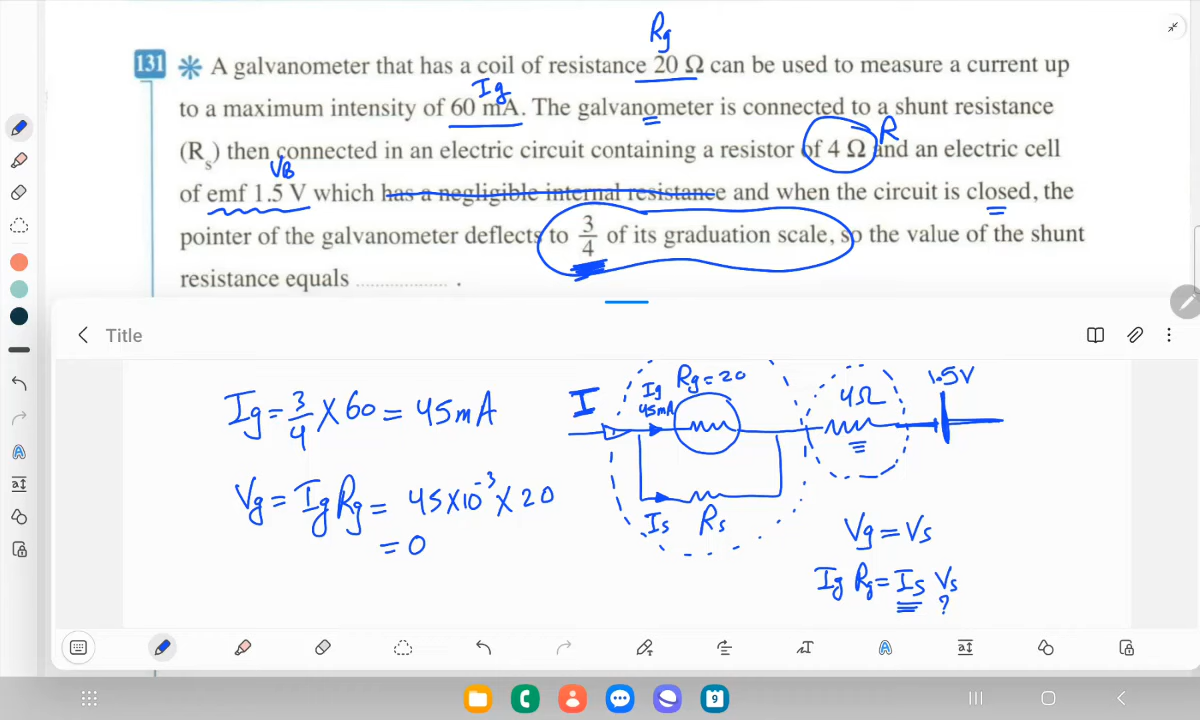 Rg
131 * A galvanometer that has a coil of resistance 20 Ω can be used to measure a current up
Ig
to a maximum intensity of 60 mA. The galvanometer is connected to a shunt resistance
R
(Rs) then connected in an electric circuit containing a resistor of 4 Ω and an electric cell
VB
of emf 1.5 V which has a negligible internal resistance and when the circuit is closed, the
pointer of the galvanometer deflects to 3/4 of its graduation scale, so the value of the shunt
resistance equals .................. .
Title
Ig = 3/4 × 60 = 45mA
I
Ig
45mA
Rg = 20
4Ω
1.5V
Vg = Ig Rg = 45×10⁻³ × 20
= 0
Is Rs
Vg = Vs
Ig Rg = Is Vs
?
9